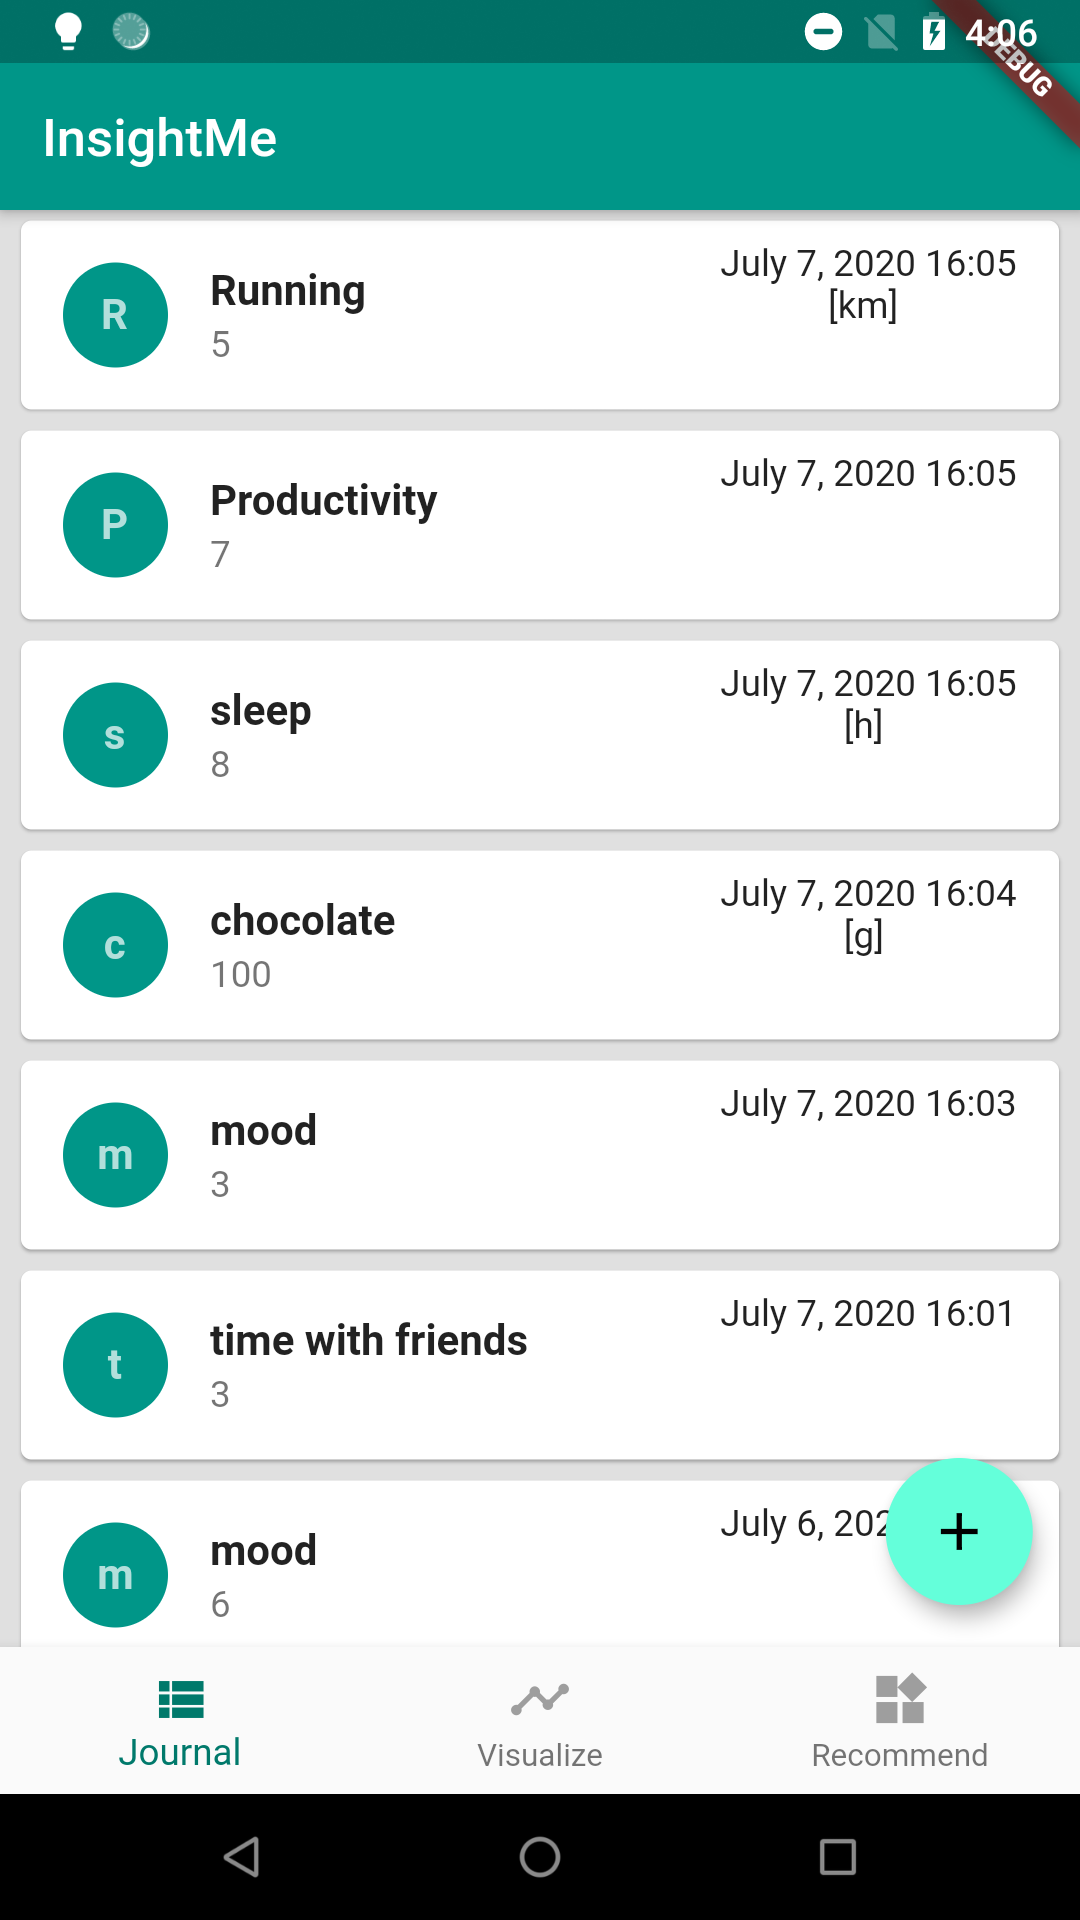 4:06
DEBUG
InsightMe
R
Running
5
July 7, 2020 16:05
[km]
P
Productivity
7
July 7, 2020 16:05
s
sleep
8
July 7, 2020 16:05
[h]
c
chocolate
100
July 7, 2020 16:04
[g]
m
mood
3
July 7, 2020 16:03
t
time with friends
3
July 7, 2020 16:01
m
mood
6
July 6,
Journal
Visualize
Recommend